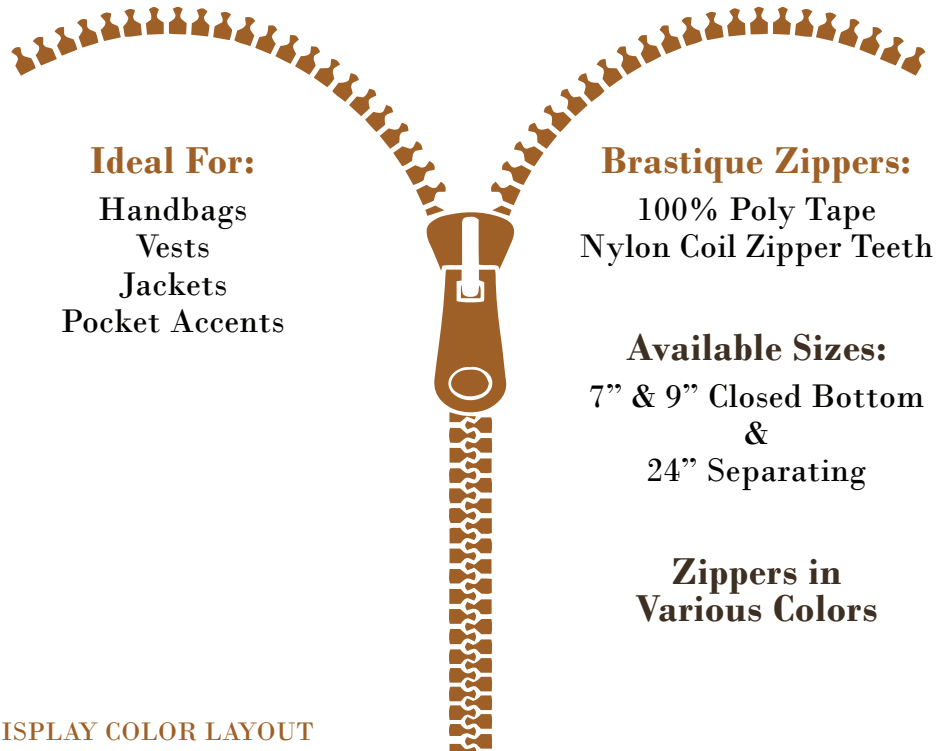 Ideal For:
Handbags
Vests
Jackets
Pocket Accents
Brastique Zippers:
100% Poly Tape
Nylon Coil Zipper Teeth
Available Sizes:
7” & 9” Closed Bottom
&
24” Separating
Zippers in
Various Colors
ISPLAY COLOR LAYOUT